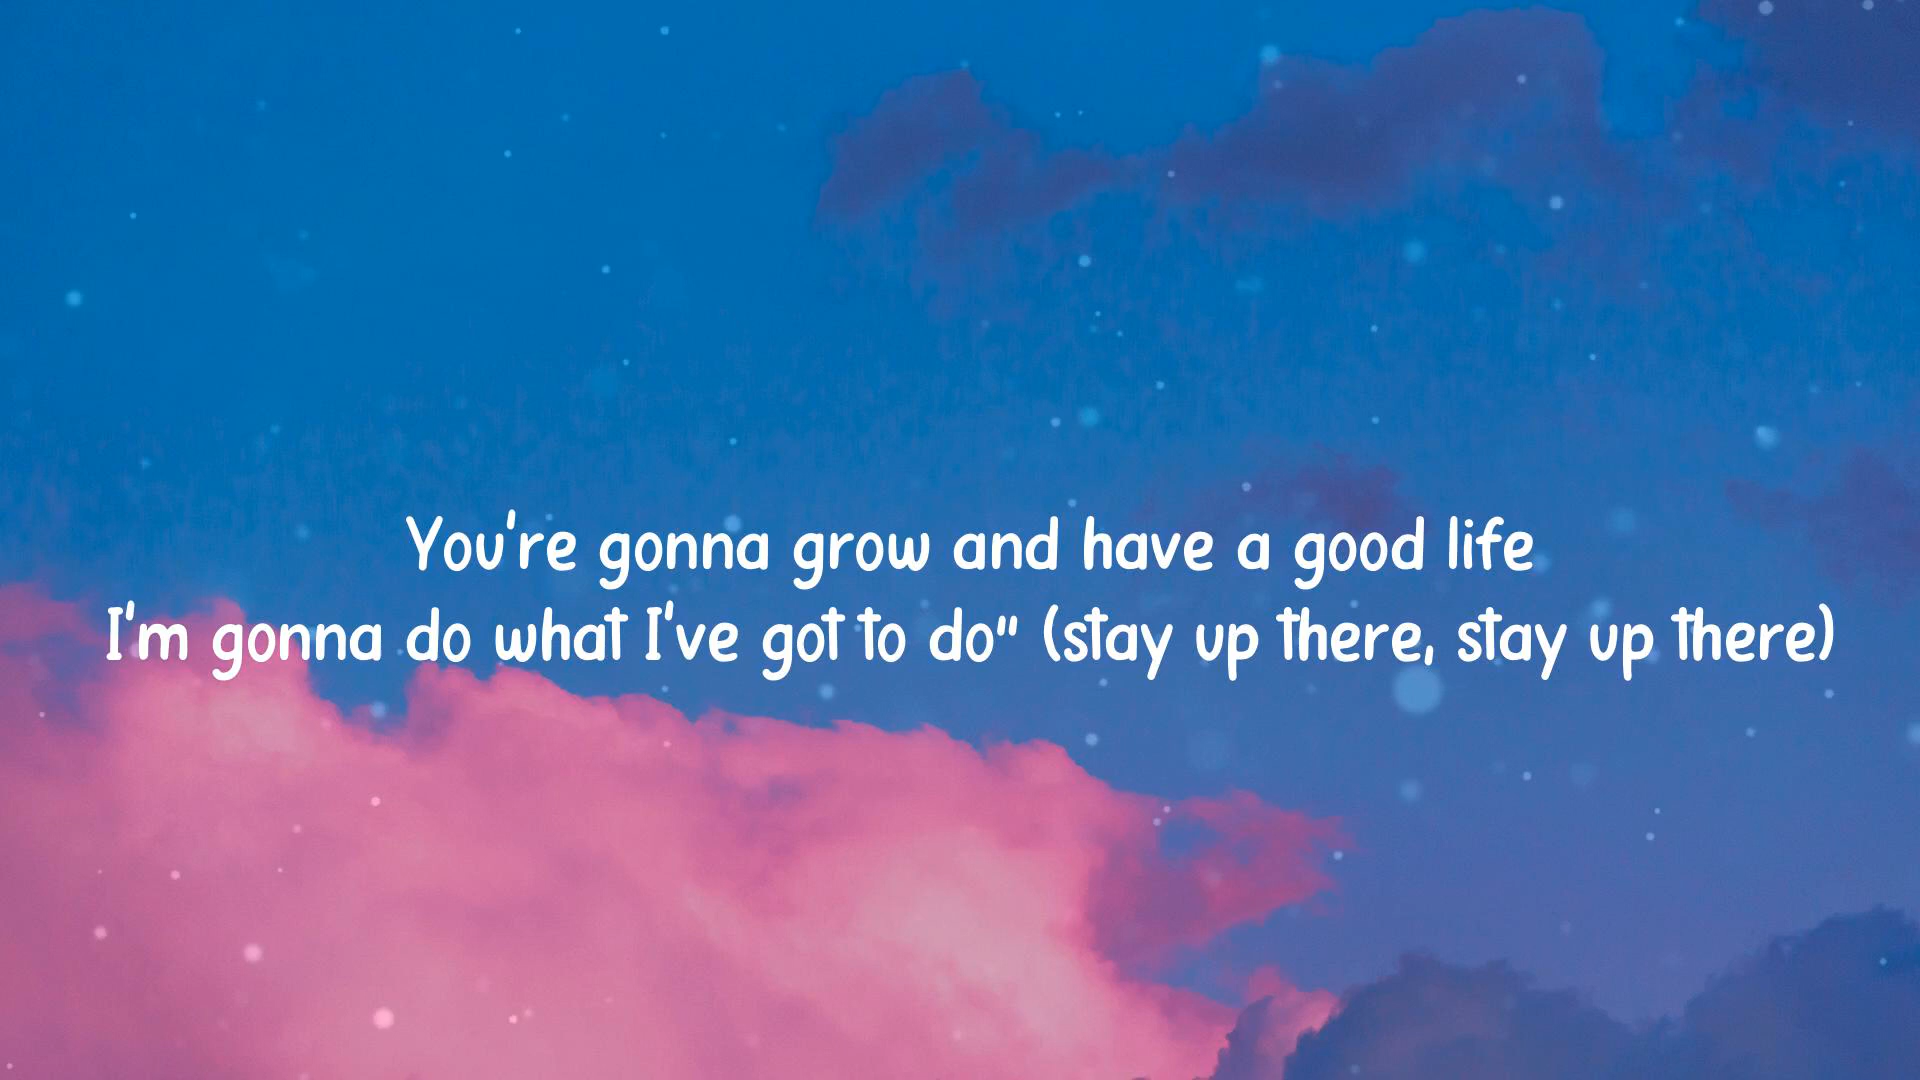 You're gonna grow and have a good life
I'm gonna do what I've got to do" (stay up there, stay up there)